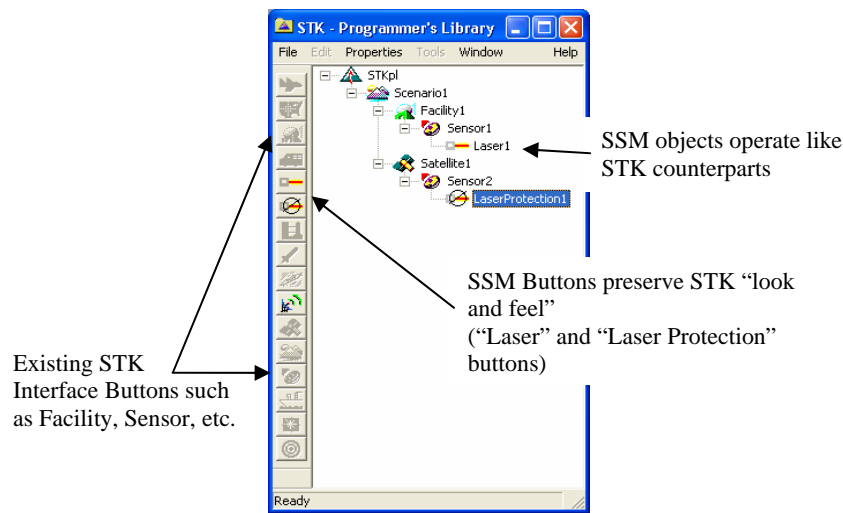 STK - Programmer's Library
File Edit Properties Tools Window Help
STKpl
Scenario1
Facility1
Sensor1
Laser1
Satellite1
Sensor2
LaserProtection1
Ready
SSM objects operate like
STK counterparts
SSM Buttons preserve STK “look
and feel”
(“Laser” and “Laser Protection”
buttons)
Existing STK
Interface Buttons such
as Facility, Sensor, etc.